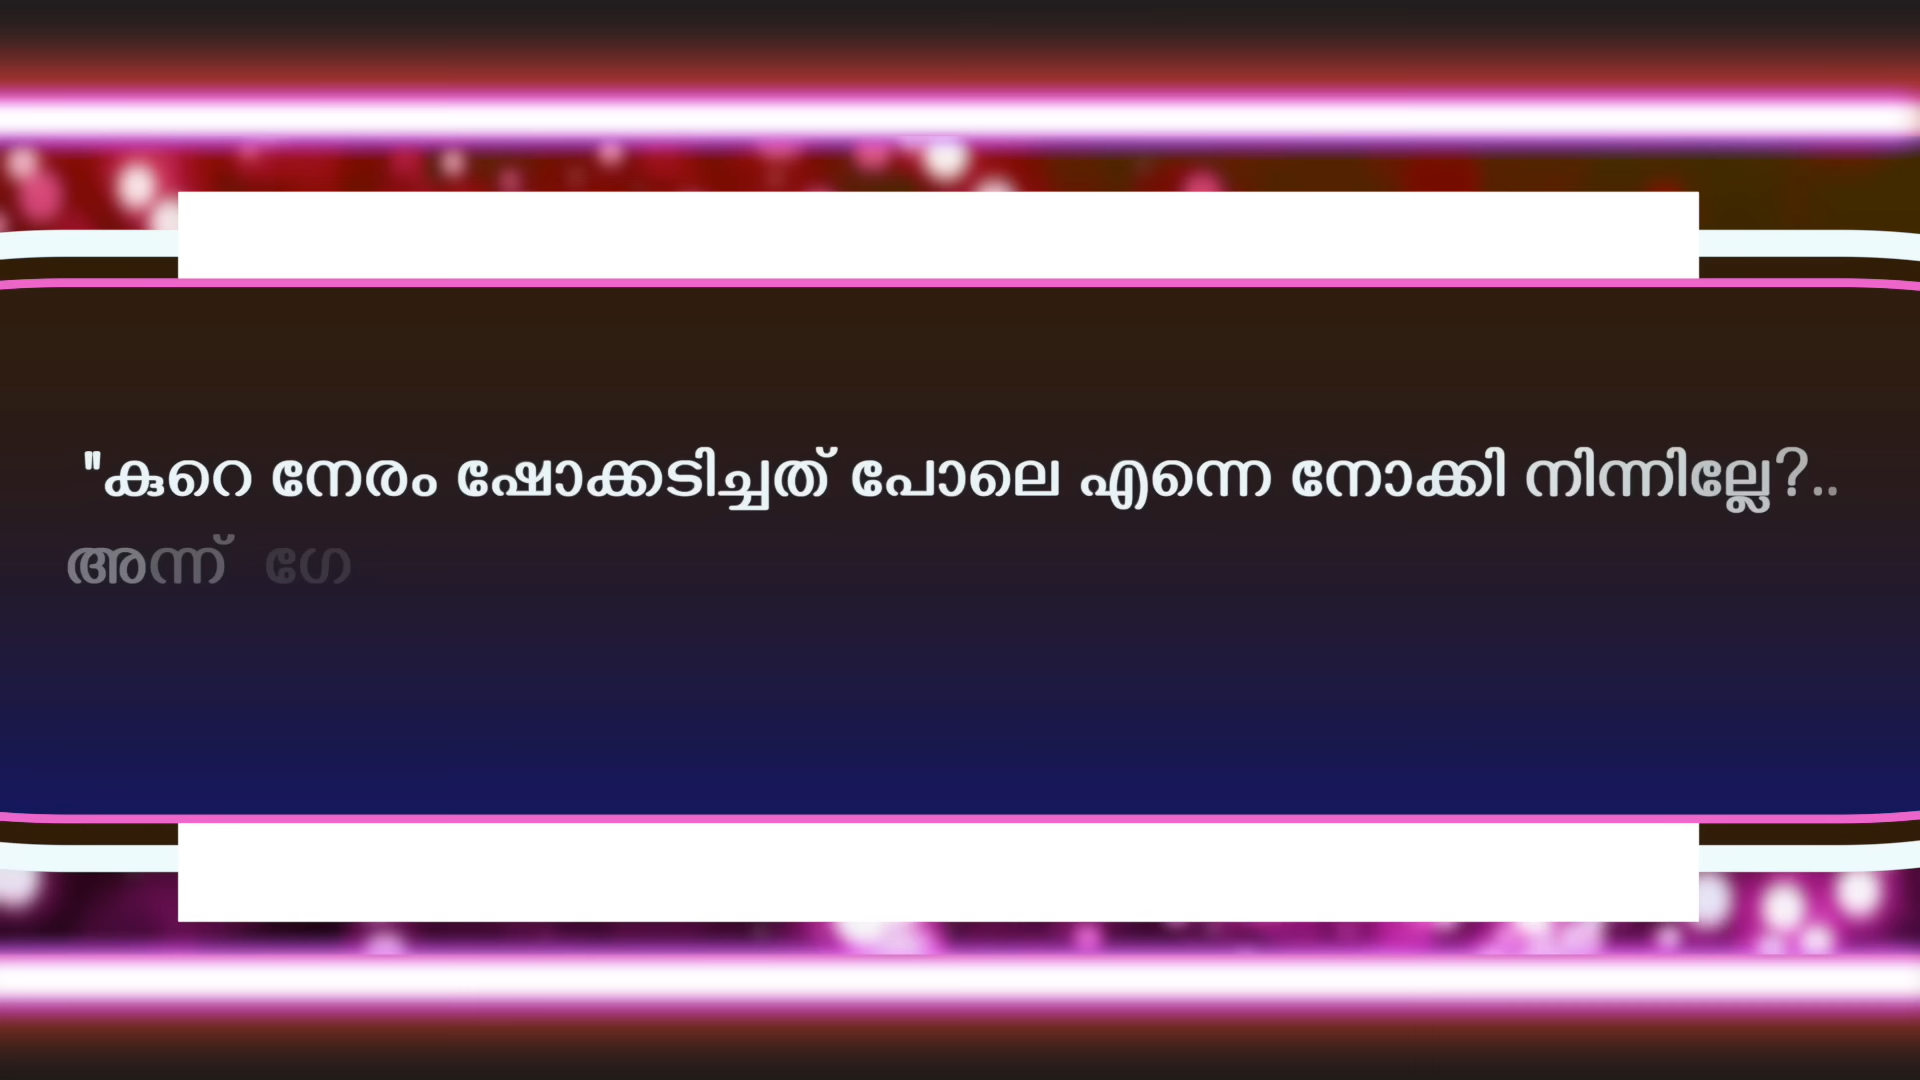 "കുറെ നേരം ഷോക്കടിച്ചത് പോലെ എന്നെ നോക്കി നിന്നില്ലേ?..
അന്ന് ഗേ